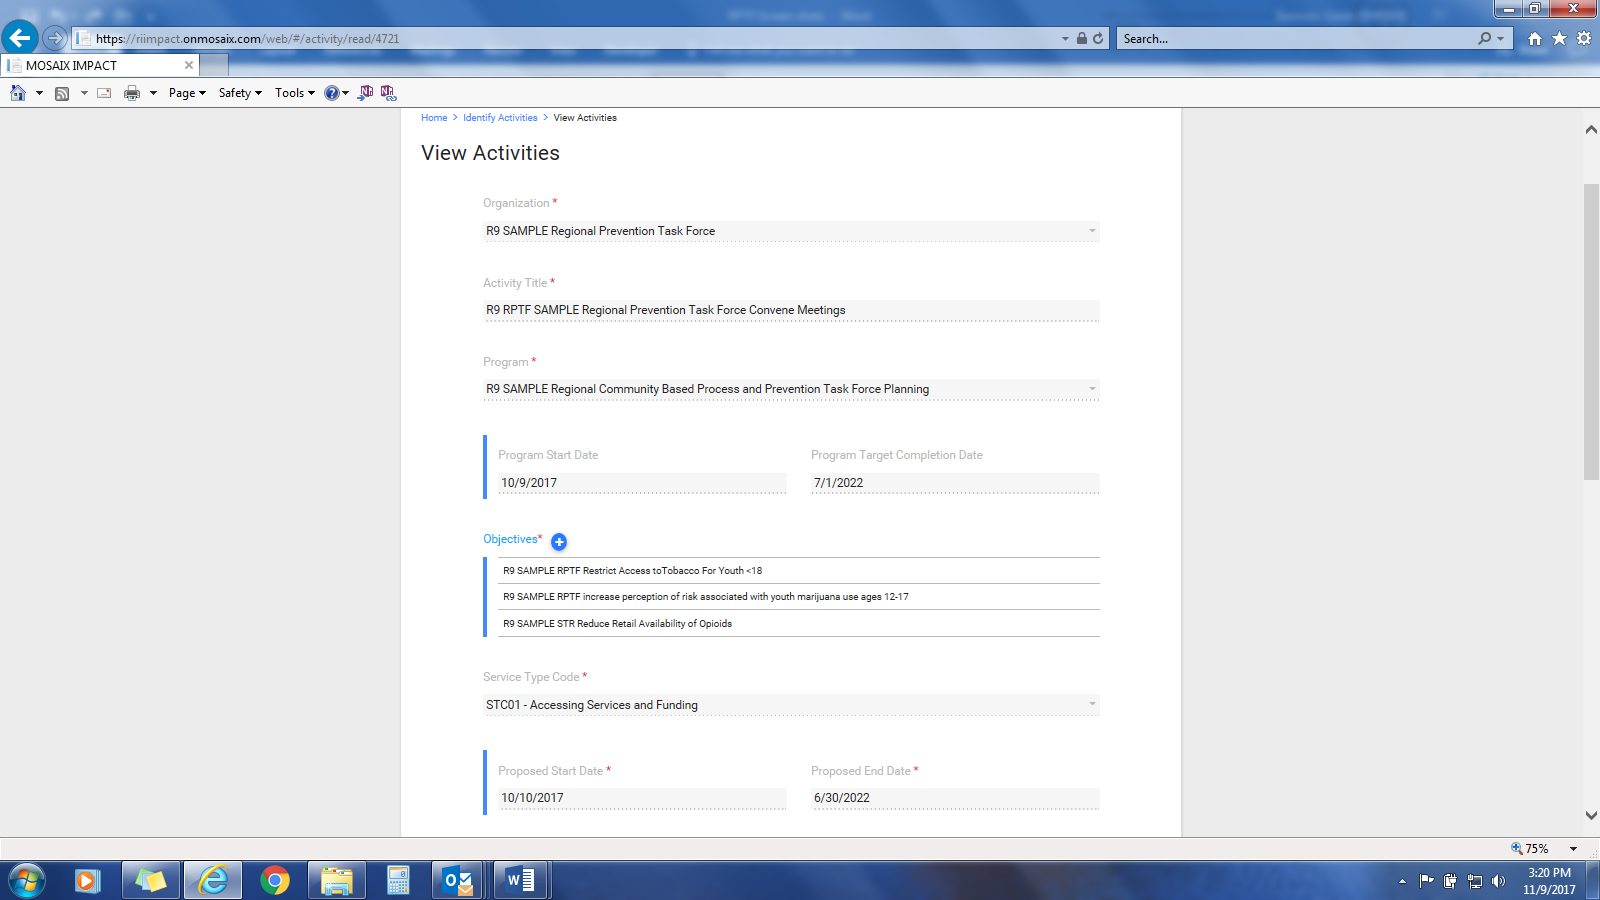 https://riimpact.onmosaix.com/web/#/activity/read/4721
Search...
MOSAIX IMPACT
Page Safety Tools
Home > Identify Activities > View Activities
View Activities
Organization *
R9 SAMPLE Regional Prevention Task Force
Activity Title *
R9 RPTF SAMPLE Regional Prevention Task Force Convene Meetings
Program *
R9 SAMPLE Regional Community Based Process and Prevention Task Force Planning
Program Start Date Program Target Completion Date
10/9/2017 7/1/2022
Objectives*
R9 SAMPLE RPTF Restrict Access toTobacco For Youth <18
R9 SAMPLE RPTF increase perception of risk associated with youth marijuana use ages 12-17
R9 SAMPLE STR Reduce Retail Availability of Opioids
Service Type Code *
STC01 - Accessing Services and Funding
Proposed Start Date * Proposed End Date *
10/10/2017 6/30/2022
75%
3:20 PM
11/9/2017